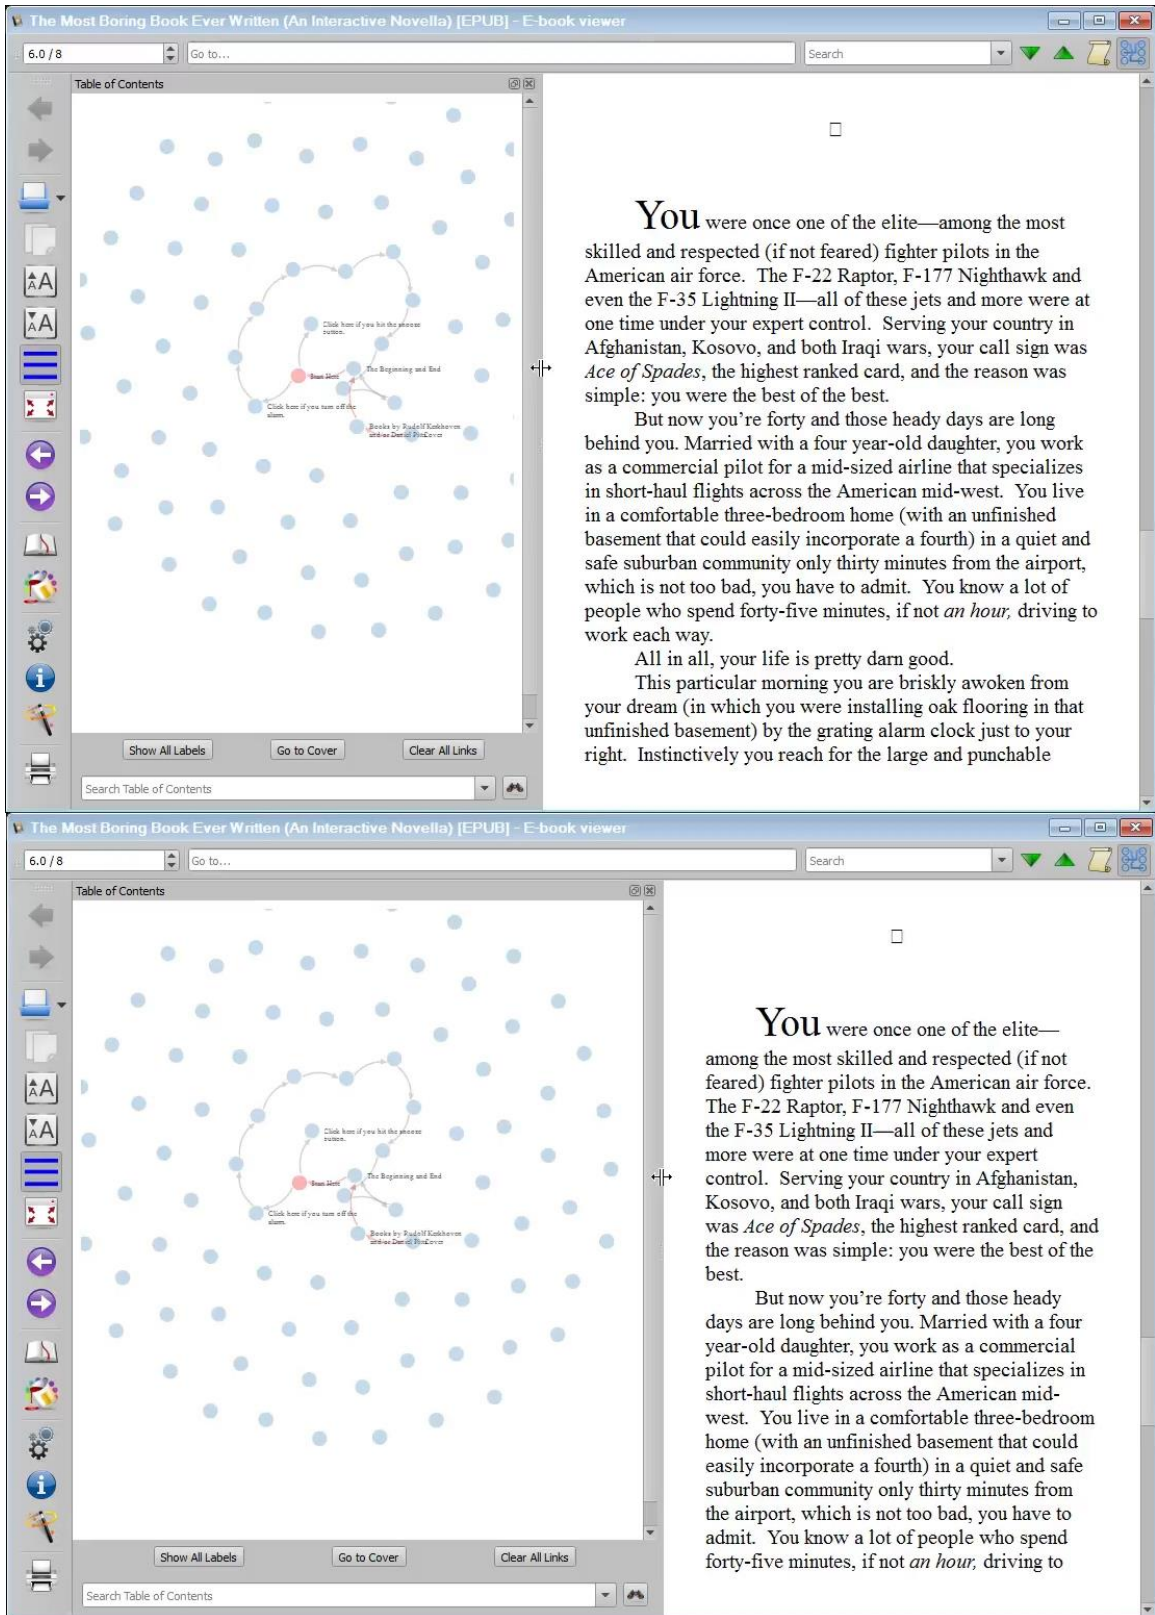 The Most Boring Book Ever Written (An Interactive Novella) [EPUB] - E-book viewer
6.0 / 8
Go to...
Search
Table of Contents
Click here if you hit the snooze
button.
The Beginning and End
Start Here
Click here if you turn off the
alarm.
Books by Rudolf Kerkhoven
Show All Labels
Go to Cover
Clear All Links
Search Table of Contents
You were once one of the elite—among the most
skilled and respected (if not feared) fighter pilots in the
American air force. The F-22 Raptor, F-177 Nighthawk and
even the F-35 Lightning II—all of these jets and more were at
one time under your expert control. Serving your country in
Afghanistan, Kosovo, and both Iraqi wars, your call sign was
Ace of Spades, the highest ranked card, and the reason was
simple: you were the best of the best.
But now you’re forty and those heady days are long
behind you. Married with a four year-old daughter, you work
as a commercial pilot for a mid-sized airline that specializes
in short-haul flights across the American mid-west. You live
in a comfortable three-bedroom home (with an unfinished
basement that could easily incorporate a fourth) in a quiet and
safe suburban community only thirty minutes from the airport,
which is not too bad, you have to admit. You know a lot of
people who spend forty-five minutes, if not an hour, driving to
work each way.
All in all, your life is pretty darn good.
This particular morning you are briskly awoken from
your dream (in which you were installing oak flooring in that
unfinished basement) by the grating alarm clock just to your
right. Instinctively you reach for the large and punchable
The Most Boring Book Ever Written (An Interactive Novella) [EPUB] - E-book viewer
6.0 / 8
Go to...
Search
Table of Contents
Click here if you hit the snooze
button.
The Beginning and End
Start Here
Click here if you turn off the
alarm.
Books by Rudolf Kerkhoven
Show All Labels
Go to Cover
Clear All Links
Search Table of Contents
You were once one of the elite—
among the most skilled and respected (if not
feared) fighter pilots in the American air force.
The F-22 Raptor, F-177 Nighthawk and even
the F-35 Lightning II—all of these jets and
more were at one time under your expert
control. Serving your country in Afghanistan,
Kosovo, and both Iraqi wars, your call sign
was Ace of Spades, the highest ranked card, and
the reason was simple: you were the best of the
best.
But now you’re forty and those heady
days are long behind you. Married with a four
year-old daughter, you work as a commercial
pilot for a mid-sized airline that specializes in
short-haul flights across the American mid-
west. You live in a comfortable three-bedroom
home (with an unfinished basement that could
easily incorporate a fourth) in a quiet and safe
suburban community only thirty minutes from
the airport, which is not too bad, you have to
admit. You know a lot of people who spend
forty-five minutes, if not an hour, driving to